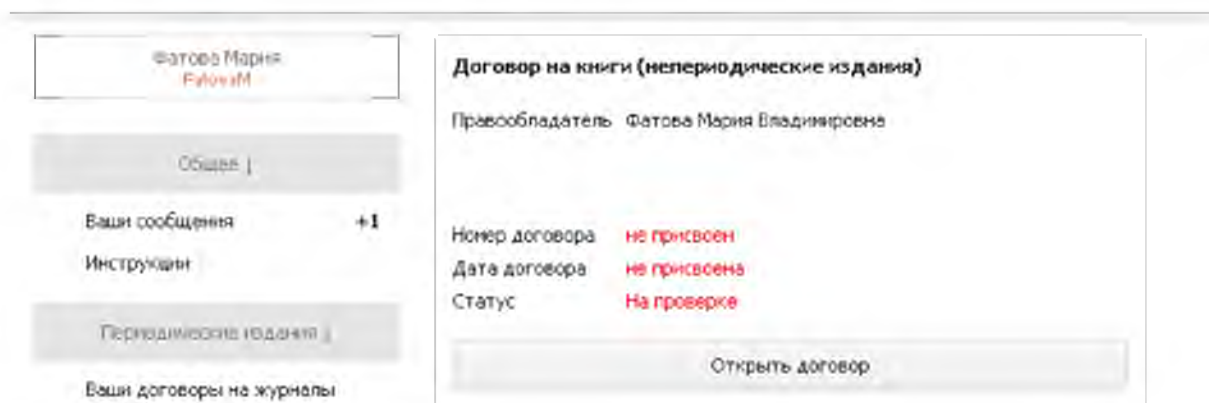 Фатова Мария
FatovaM
Общее ↓
Ваши сообщения +1
Инструкции
Периодические издания ↓
Ваши договоры на журналы
Договор на книги (непериодические издания)
Правообладатель Фатова Мария Владимировна
Номер договора не присвоен
Дата договора не присвоена
Статус На проверке
Открыть договор